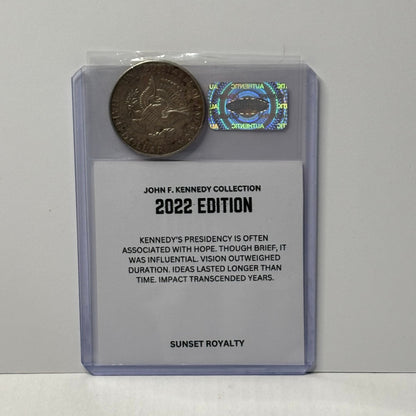 AUTHENTIC
JOHN F. KENNEDY COLLECTION
2022 EDITION
KENNEDY'S PRESIDENCY IS OFTEN
ASSOCIATED WITH HOPE. THOUGH BRIEF, IT
WAS INFLUENTIAL. VISION OUTWEIGHED
DURATION. IDEAS LASTED LONGER THAN
TIME. IMPACT TRANSCENDED YEARS.
SUNSET ROYALTY